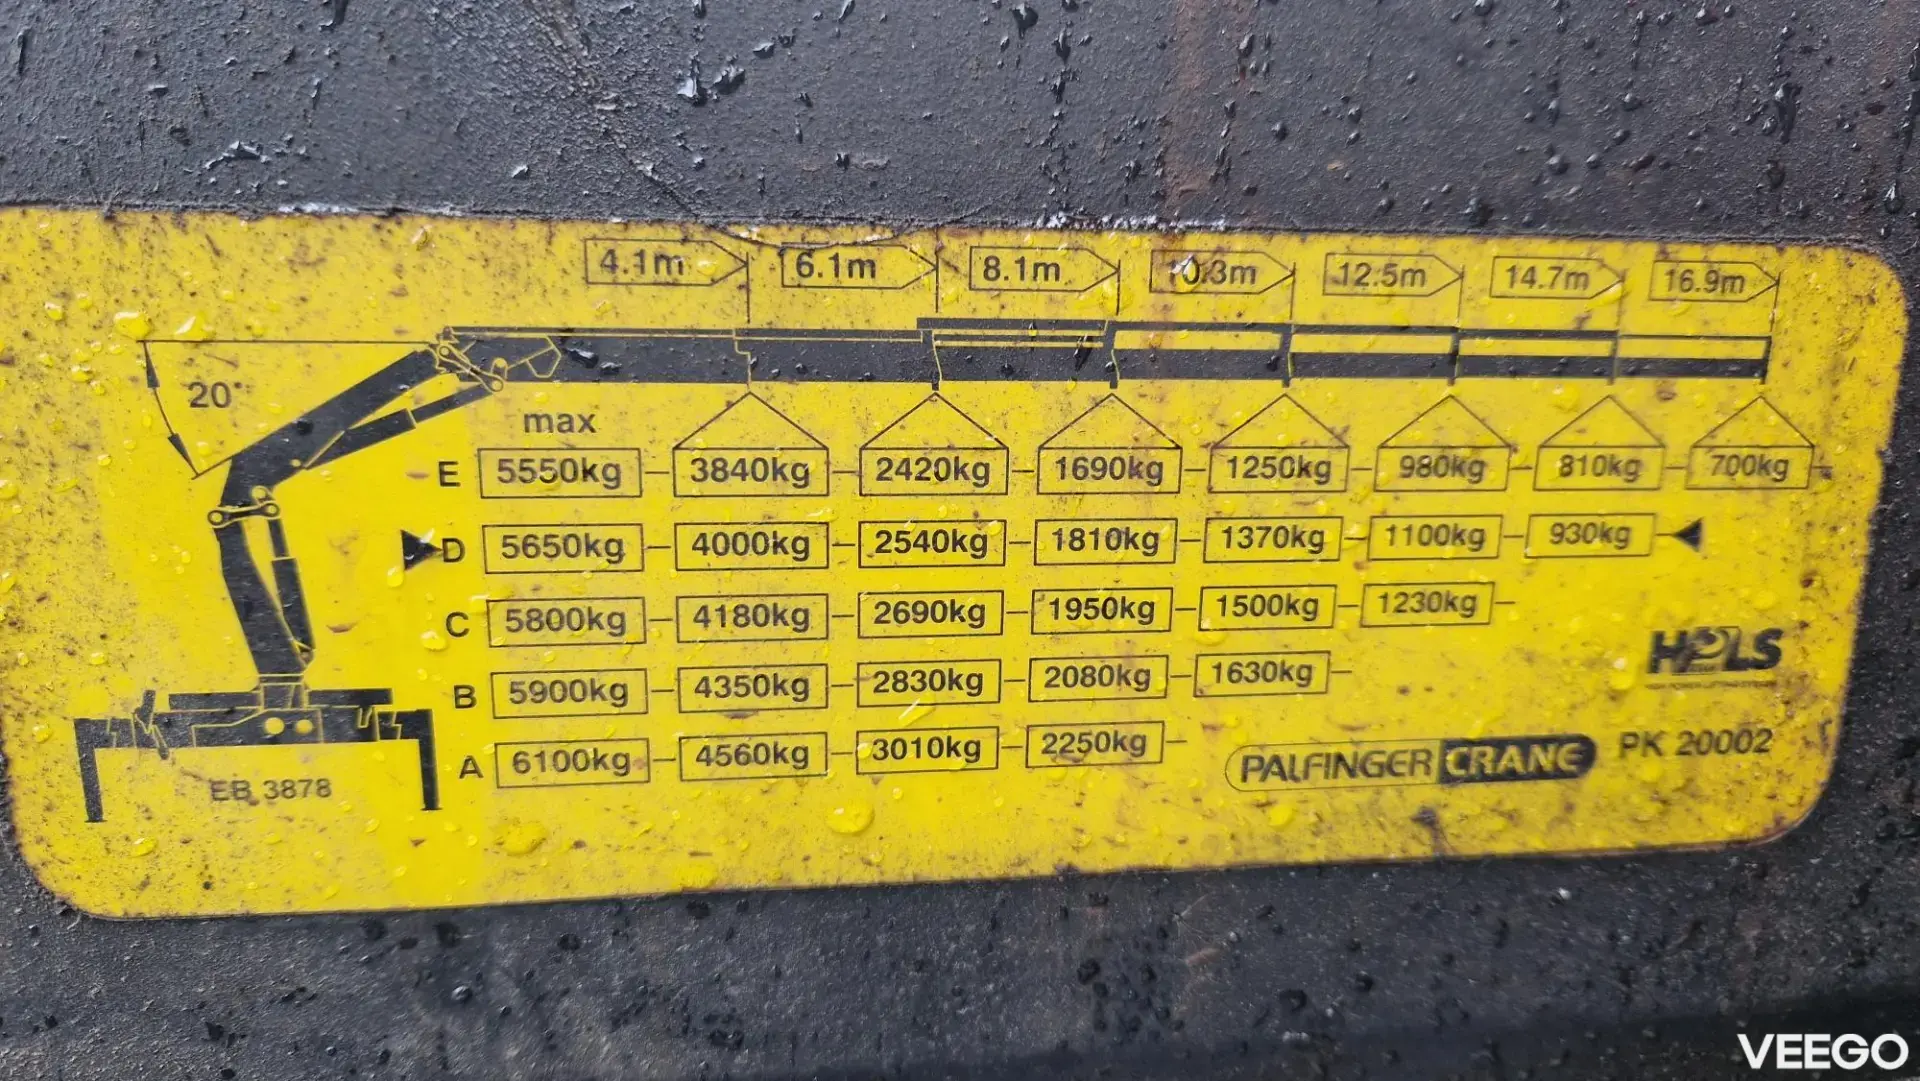 4.1m 6.1m 8.1m 10.3m 12.5m 14.7m 16.9m
20°
max
E 5550kg 3840kg 2420kg 1690kg 1250kg 980kg 810kg 700kg
D 5650kg 4000kg 2540kg 1810kg 1370kg 1100kg 930kg
C 5800kg 4180kg 2690kg 1950kg 1500kg 1230kg
B 5900kg 4350kg 2830kg 2080kg 1630kg
A 6100kg 4560kg 3010kg 2250kg
EB 3878
PALFINGER CRANE PK 20002
VEEGO